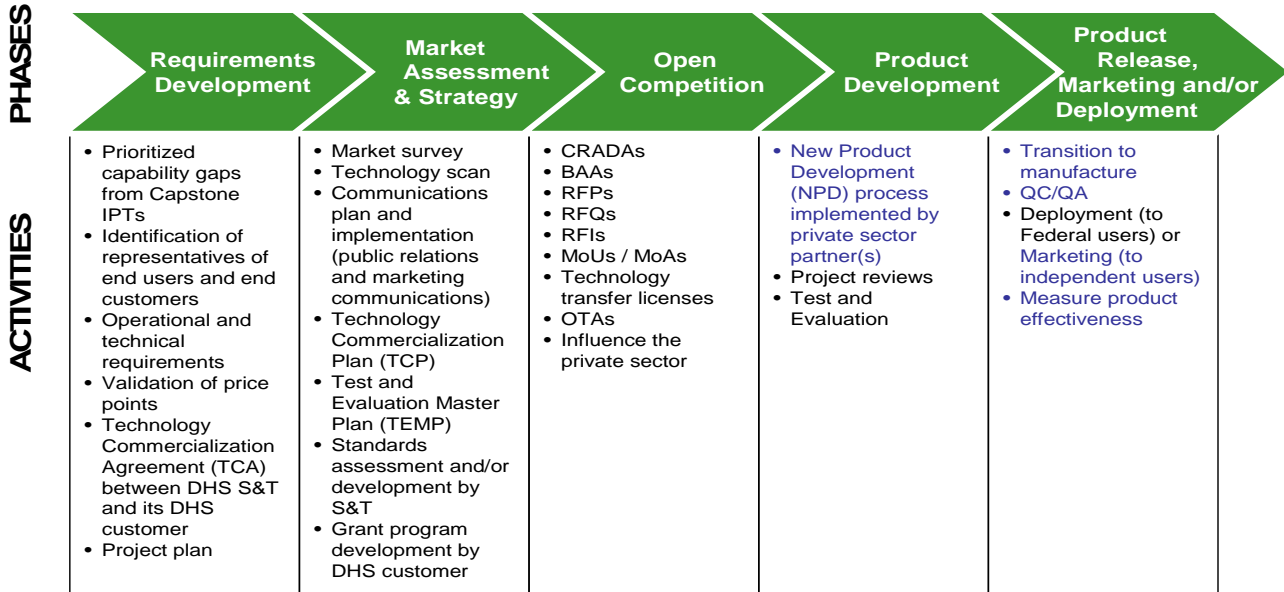 PHASES
Requirements
Development
Market
Assessment
& Strategy
Open
Competition
Product
Development
Product
Release,
Marketing and/or
Deployment
ACTIVITIES
• Prioritized
capability gaps
from Capstone
IPTs
• Identification of
representatives of
end users and end
customers
• Operational and
technical
requirements
• Validation of price
points
• Technology
Commercialization
Agreement (TCA)
between DHS S&T
and its DHS
customer
• Project plan
• Market survey
• Technology scan
• Communications
plan and
implementation
(public relations
and marketing
communications)
• Technology
Commercialization
Plan (TCP)
• Test and
Evaluation Master
Plan (TEMP)
• Standards
assessment and/or
development by
S&T
• Grant program
development by
DHS customer
• CRADAs
• BAAs
• RFPs
• RFQs
• RFIs
• MoUs / MoAs
• Technology
transfer licenses
• OTAs
• Influence the
private sector
• New Product
Development
(NPD) process
implemented by
private sector
partner(s)
• Project reviews
• Test and
Evaluation
• Transition to
manufacture
• QC/QA
• Deployment (to
Federal users) or
Marketing (to
independent users)
• Measure product
effectiveness